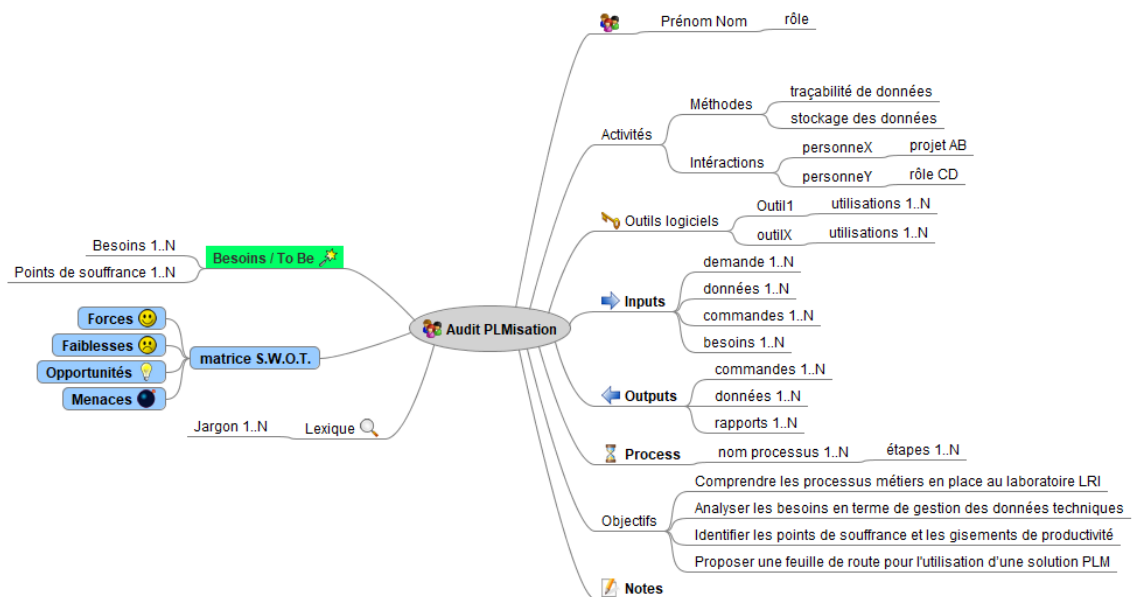 Prénom Nom
rôle
Activités
Méthodes
traçabilité de données
stockage des données
Intéractions
personneX
projet AB
personneY
rôle CD
Outils logiciels
Outil1
utilisations 1..N
outilX
utilisations 1..N
Inputs
demande 1..N
données 1..N
commandes 1..N
besoins 1..N
Outputs
commandes 1..N
données 1..N
rapports 1..N
Process
nom processus 1..N
étapes 1..N
Objectifs
Comprendre les processus métiers en place au laboratoire LRI
Analyser les besoins en terme de gestion des données techniques
Identifier les points de souffrance et les gisements de productivité
Proposer une feuille de route pour l'utilisation d'une solution PLM
Notes
Audit PLMisation
Besoins / To Be
Besoins 1..N
Points de souffrance 1..N
matrice S.W.O.T.
Forces
Faiblesses
Opportunités
Menaces
Lexique
Jargon 1..N